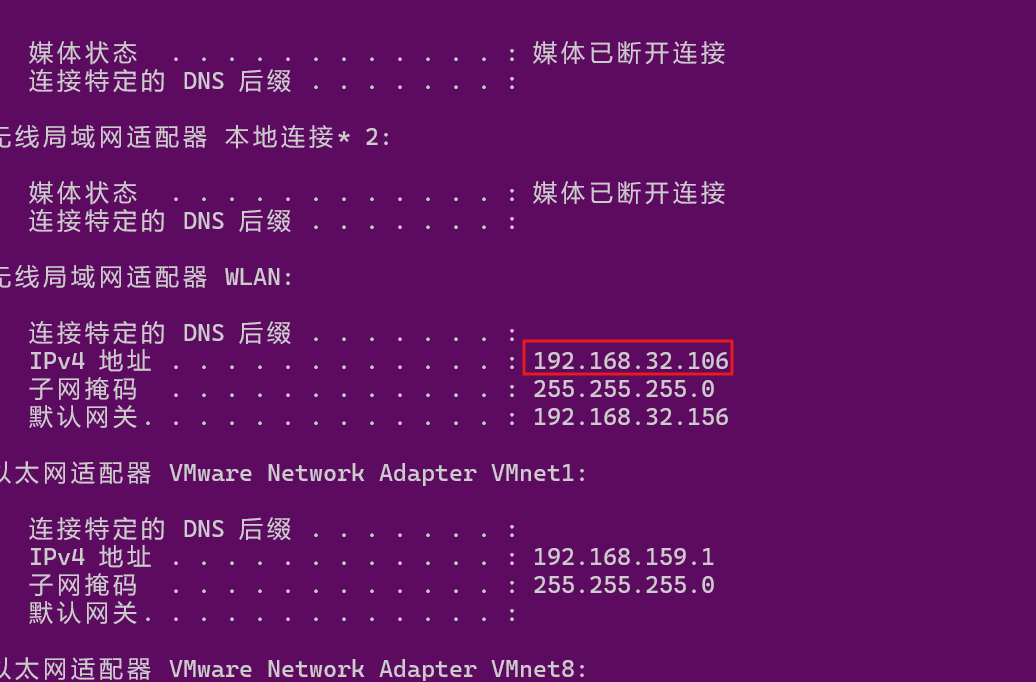 媒体状态 . . . . . . . . . . . . : 媒体已断开连接
连接特定的 DNS 后缀 . . . . . . . :
无线局域网适配器 本地连接* 2:
媒体状态 . . . . . . . . . . . . : 媒体已断开连接
连接特定的 DNS 后缀 . . . . . . . :
无线局域网适配器 WLAN:
连接特定的 DNS 后缀 . . . . . . . :
IPv4 地址 . . . . . . . . . . . . : 192.168.32.106
子网掩码 . . . . . . . . . . . . : 255.255.255.0
默认网关. . . . . . . . . . . . . : 192.168.32.156
以太网适配器 VMware Network Adapter VMnet1:
连接特定的 DNS 后缀 . . . . . . . :
IPv4 地址 . . . . . . . . . . . . : 192.168.159.1
子网掩码 . . . . . . . . . . . . : 255.255.255.0
默认网关. . . . . . . . . . . . . :
以太网适配器 VMware Network Adapter VMnet8: